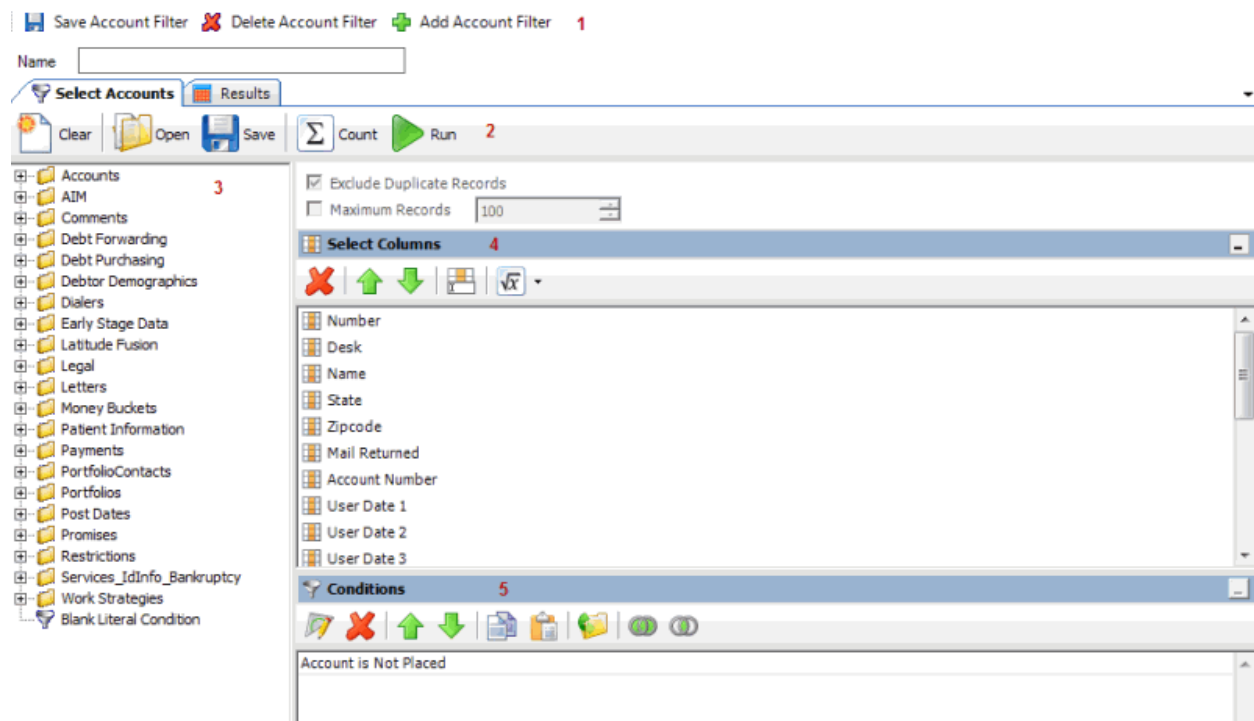 Save Account Filter Delete Account Filter Add Account Filter 1
Name
Select Accounts Results
Clear Open Save Σ Count Run 2
Accounts 3
AIM
Comments
Debt Forwarding
Debt Purchasing
Debtor Demographics
Dialers
Early Stage Data
Latitude Fusion
Legal
Letters
Money Buckets
Patient Information
Payments
PortfolioContacts
Portfolios
Post Dates
Promises
Restrictions
Services_IdInfo_Bankruptcy
Work Strategies
Blank Literal Condition
Exclude Duplicate Records
Maximum Records 100
Select Columns 4
√x
Number
Desk
Name
State
Zipcode
Mail Returned
Account Number
User Date 1
User Date 2
User Date 3
Conditions 5
Account is Not Placed